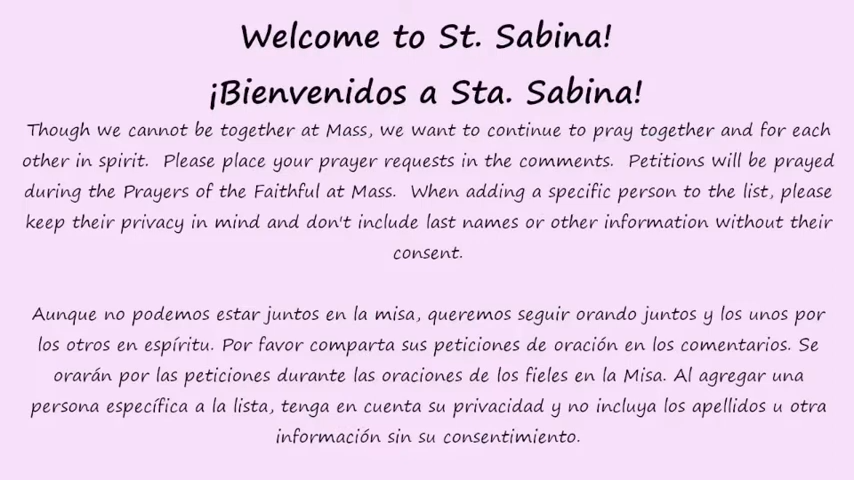 Welcome to St. Sabina!
¡Bienvenidos a Sta. Sabina!
Though we cannot be together at Mass, we want to continue to pray together and for each
other in spirit.  Please place your prayer requests in the comments.  Petitions will be prayed
during the Prayers of the Faithful at Mass.  When adding a specific person to the list, please
keep their privacy in mind and don't include last names or other information without their
consent.
Aunque no podemos estar juntos en la misa, queremos seguir orando juntos y los unos por
los otros en espíritu. Por favor comparta sus peticiones de oración en los comentarios. Se
orarán por las peticiones durante las oraciones de los fieles en la Misa. Al agregar una
persona específica a la lista, tenga en cuenta su privacidad y no incluya los apellidos u otra
información sin su consentimiento.